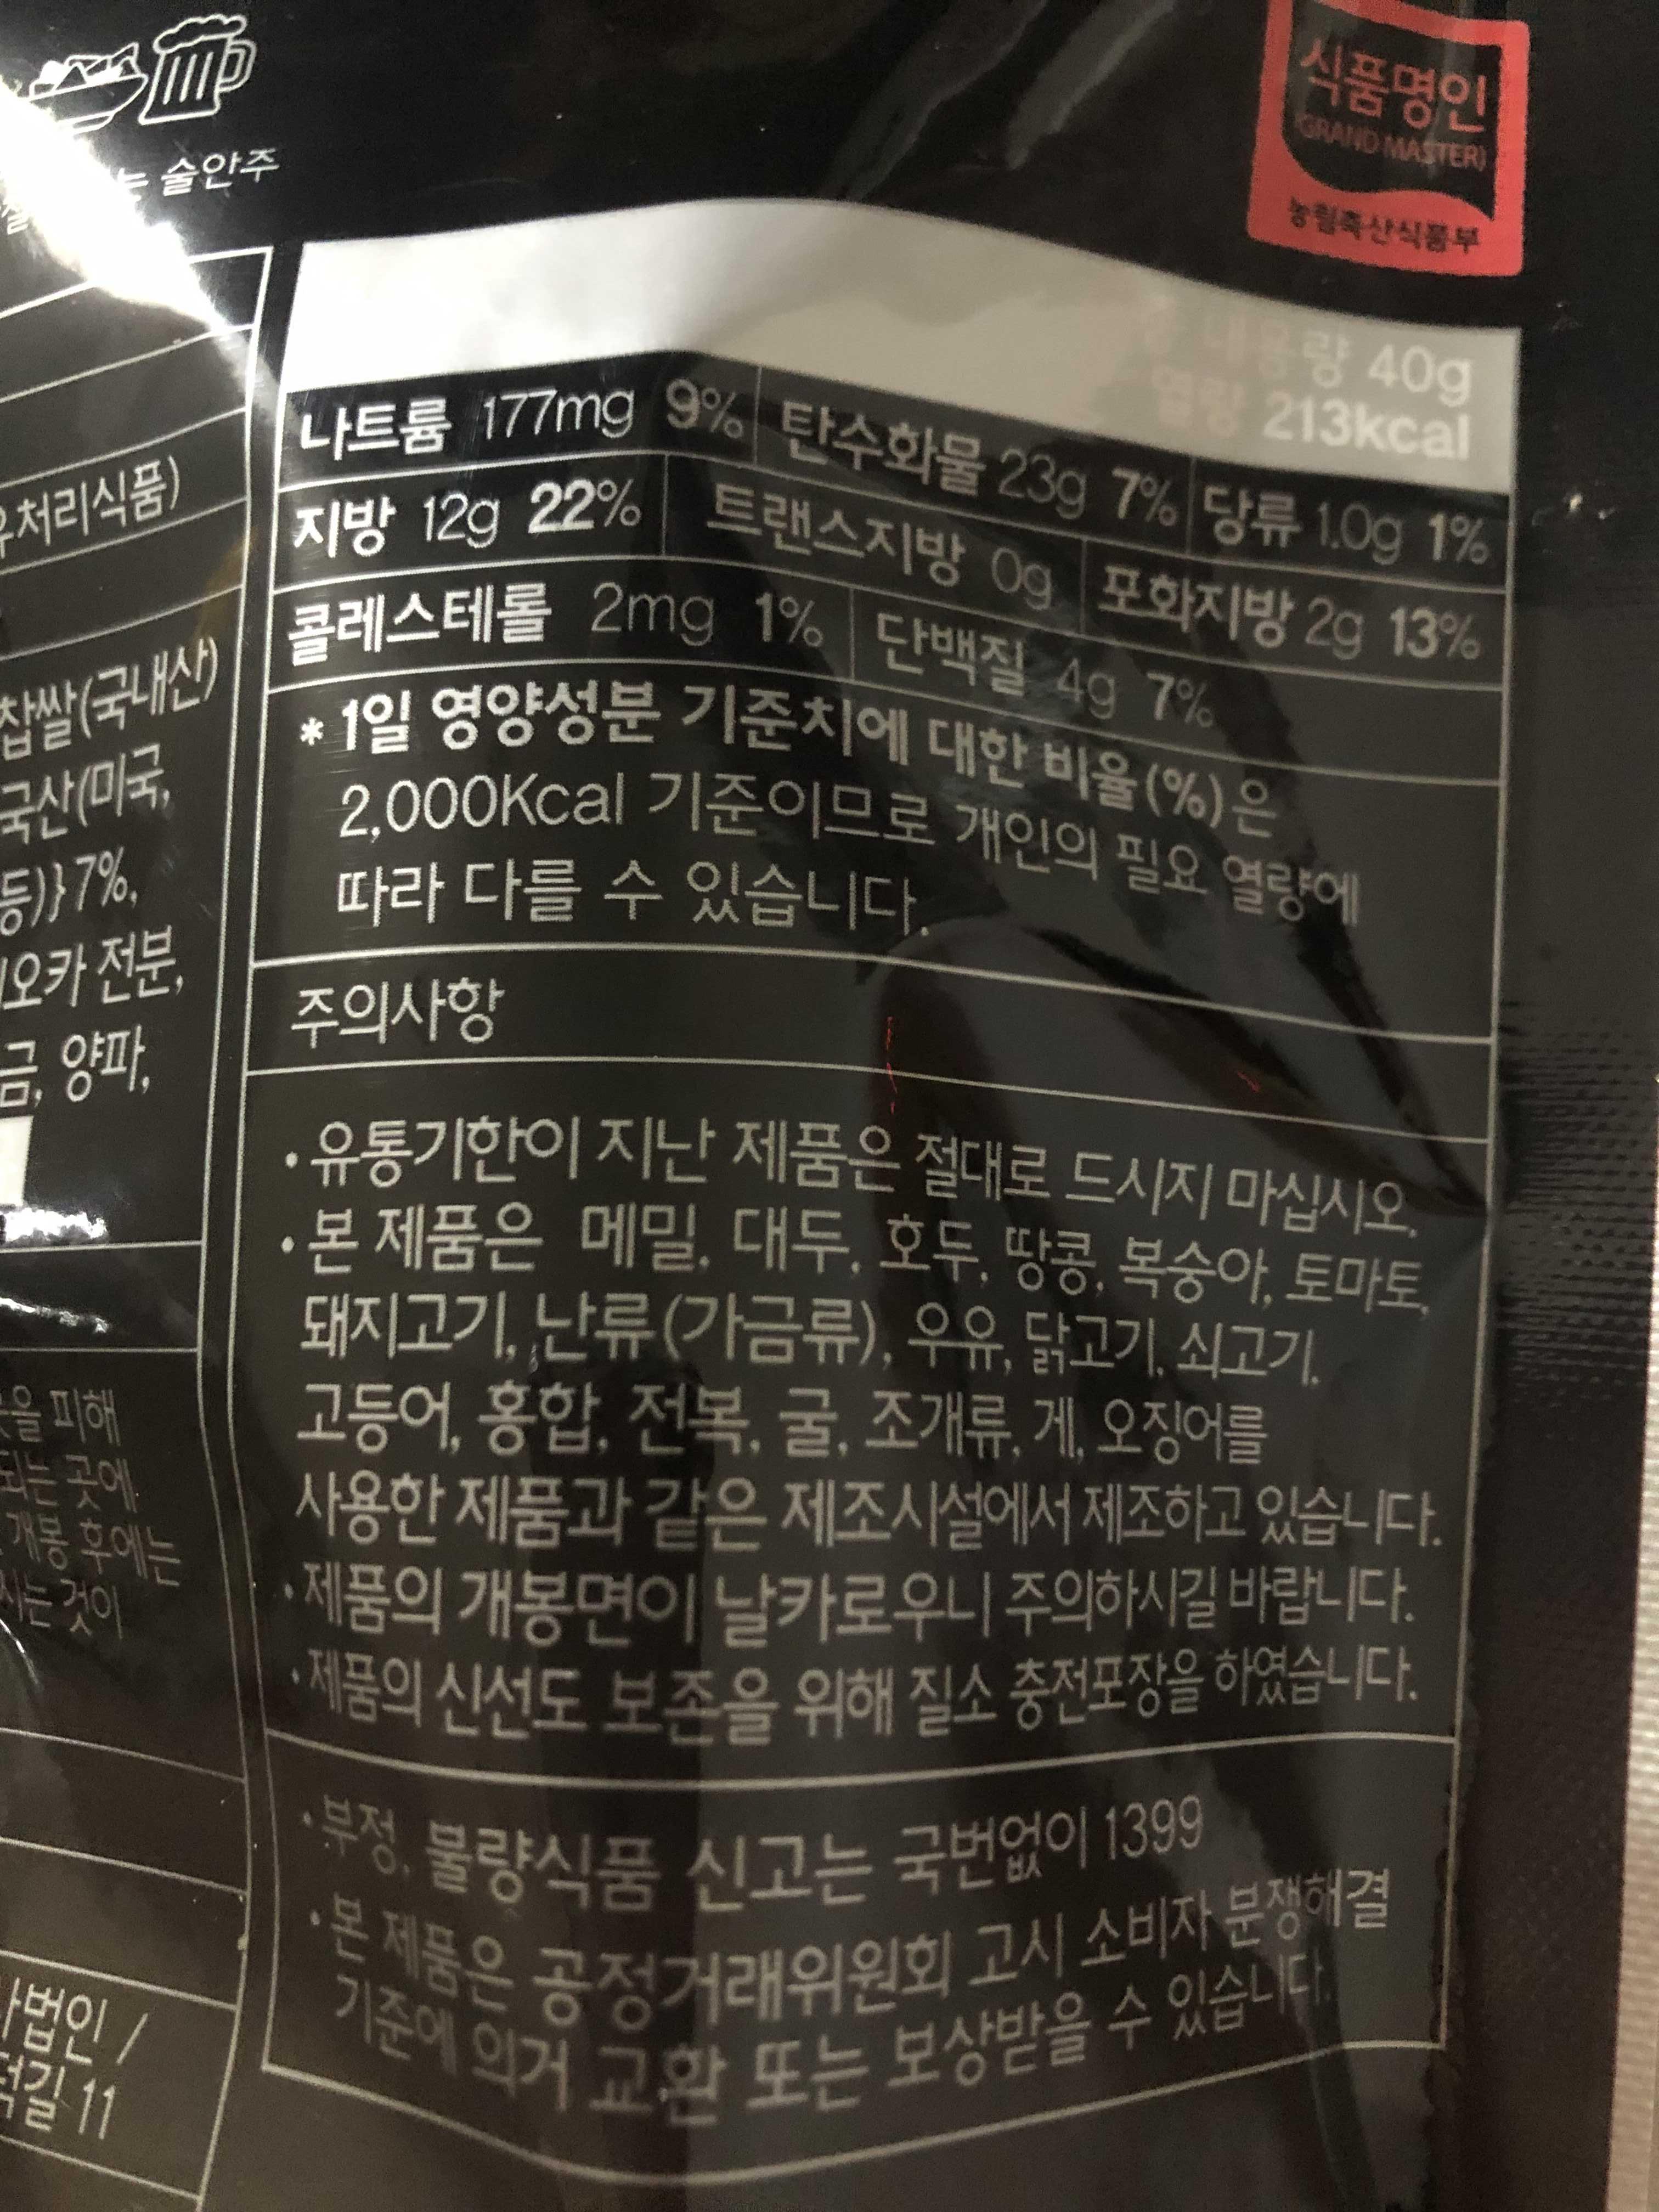 술안주
식품명인
(GRAND MASTER)
농림축산식품부
총 내용량 40g
열량 213kcal
나트륨 177mg 9% 탄수화물 23g 7% 당류 1.0g 1%
지방 12g 22% 트랜스지방 0g 포화지방 2g 13%
콜레스테롤 2mg 1% 단백질 4g 7%
* 1일 영양성분 기준치에 대한 비율(%)은
2,000Kcal 기준이므로 개인의 필요 열량에
따라 다를 수 있습니다.
주의사항
• 유통기한이 지난 제품은 절대로 드시지 마십시오.
• 본 제품은 메밀, 대두, 호두, 땅콩, 복숭아, 토마토,
돼지고기, 난류(가금류), 우유, 닭고기, 쇠고기,
고등어, 홍합, 전복, 굴, 조개류, 게, 오징어를
사용한 제품과 같은 제조시설에서 제조하고 있습니다.
• 제품의 개봉면이 날카로우니 주의하시길 바랍니다.
• 제품의 신선도 보존을 위해 질소 충전포장을 하였습니다.
• 부정, 불량식품 신고는 국번없이 1399
• 본 제품은 공정거래위원회 고시 소비자 분쟁해결
기준에 의거 교환 또는 보상받을 수 있습니다.
처리식품)
찹쌀(국내산)
국산(미국,
등)}7%,
오카 전분,
금, 양파,
을 피해
되는 곳에
개봉 후에는
시는 것이
사법인 /
덕길 11